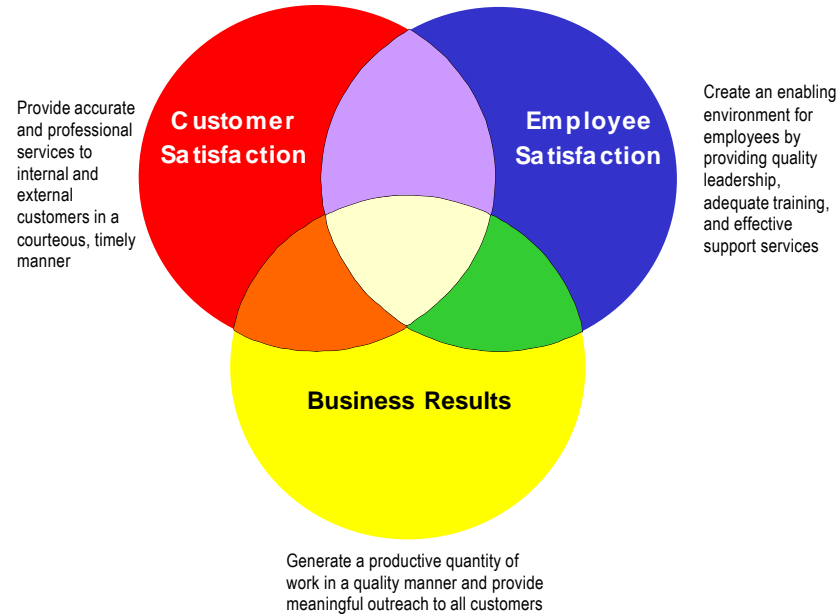 Provide accurate
and professional
services to
internal and
external
customers in a
courteous, timely
manner
Customer
Satisfaction
Employee
Satisfaction
Create an enabling
environment for
employees by
providing quality
leadership,
adequate training,
and effective
support services
Business Results
Generate a productive quantity of
work in a quality manner and provide
meaningful outreach to all customers